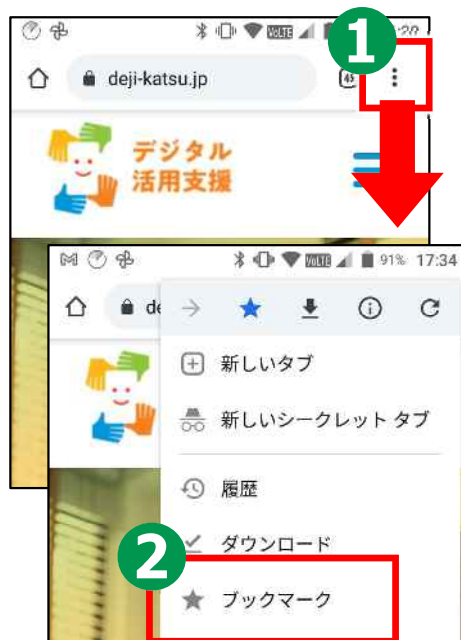 1
deji-katsu.jp
デジタル
活用支援
91% 17:34
新しいタブ
新しいシークレット タブ
履歴
2
ダウンロード
ブックマーク